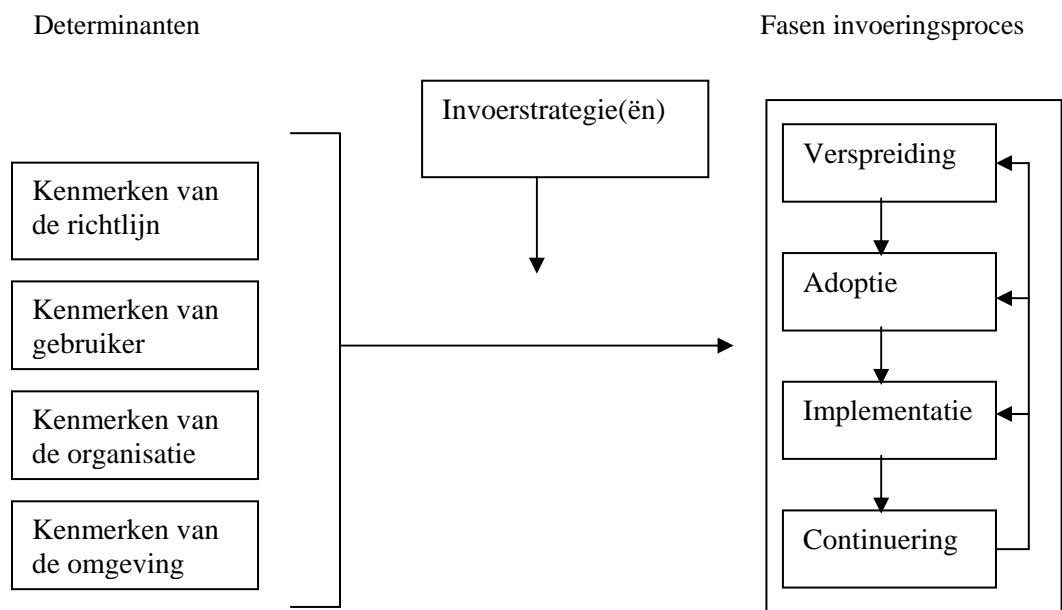 Determinanten
Fasen invoeringsproces
Invoerstrategie(ën)
Kenmerken van
de richtlijn
Kenmerken van
gebruiker
Kenmerken van
de organisatie
Kenmerken van
de omgeving
Verspreiding
Adoptie
Implementatie
Continuering